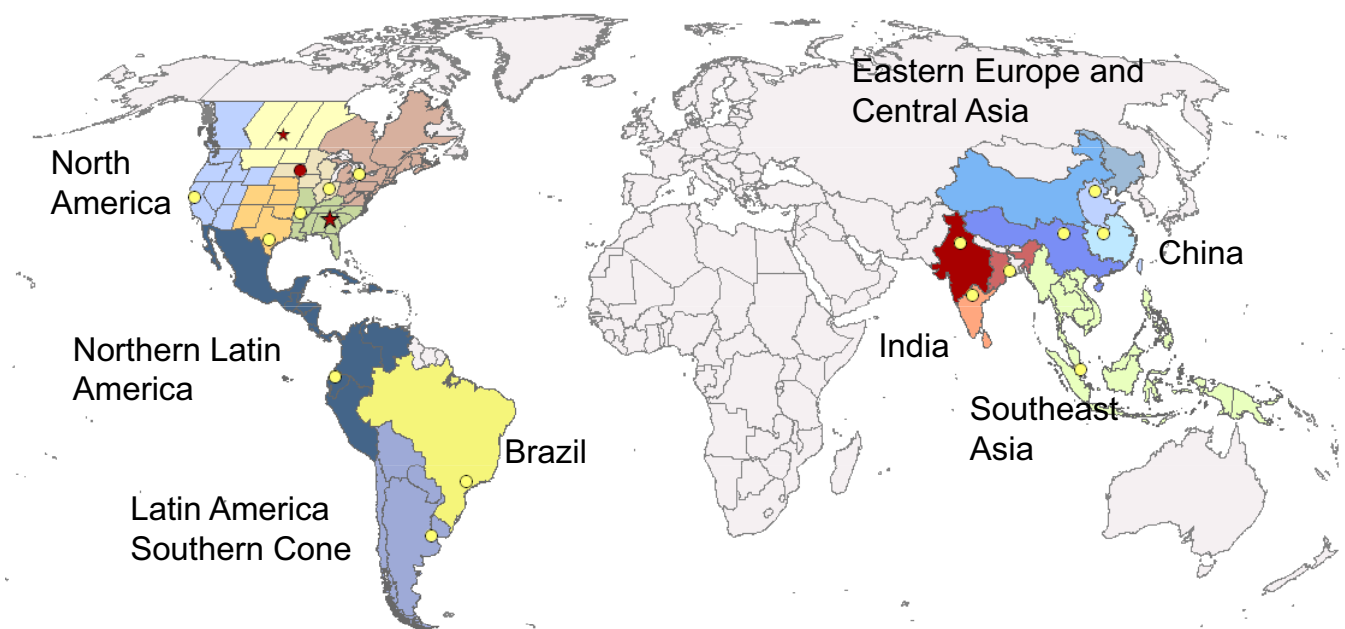 Eastern Europe and
Central Asia
North
America
China
India
Northern Latin
America
Southeast
Asia
Brazil
Latin America
Southern Cone